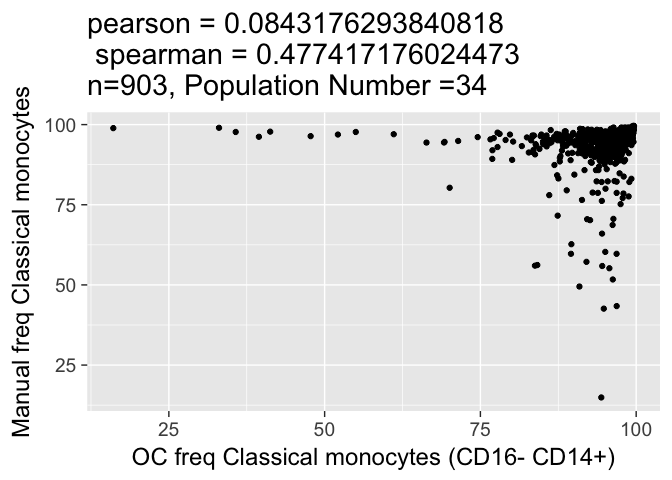 pearson = 0.0843176293840818
spearman = 0.477417176024473
n=903, Population Number =34
Manual freq Classical monocytes
100
75
50
25
25
50
75
100
OC freq Classical monocytes (CD16- CD14+)